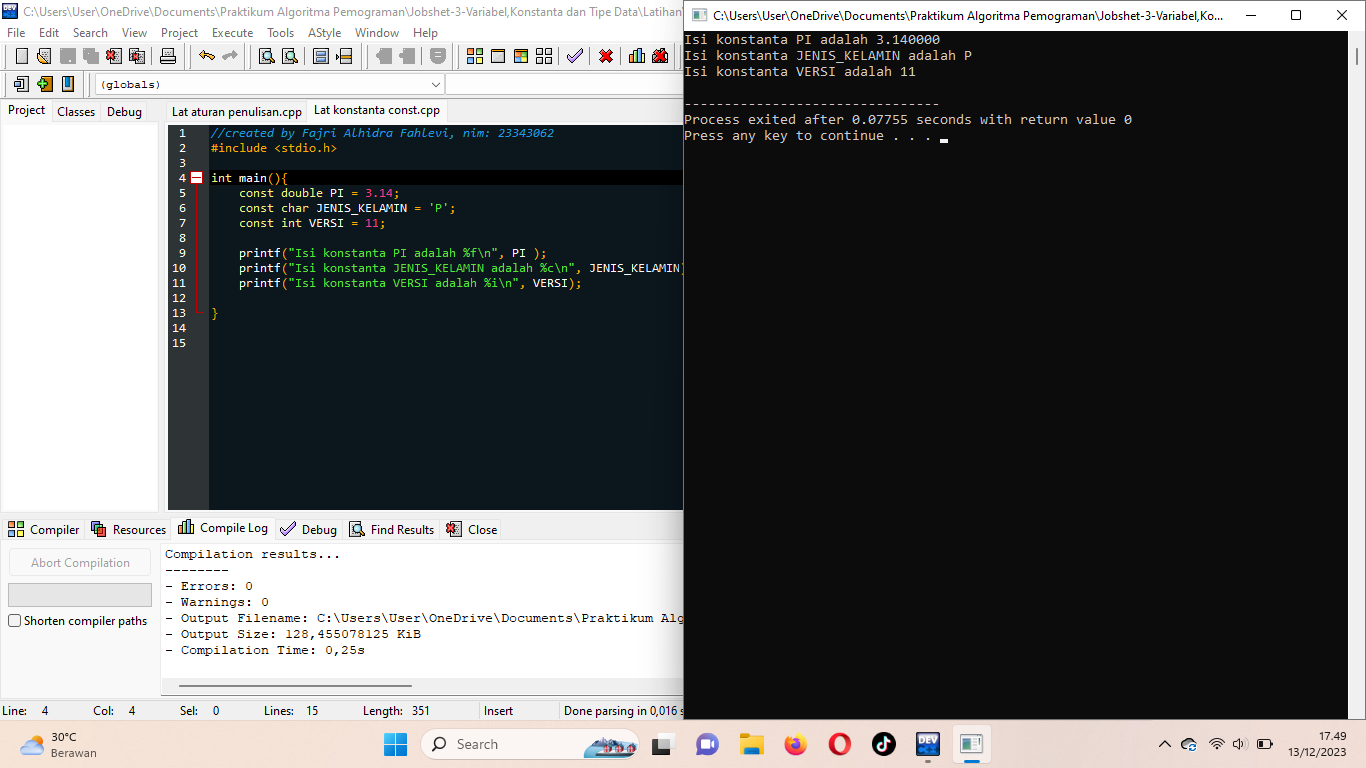 C:\Users\User\OneDrive\Documents\Praktikum Algoritma Pemograman\Jobshet-3-Variabel,Konstanta dan Tipe Data\Latihan\
File Edit Search View Project Execute Tools AStyle Window Help
(globals)
Project Classes Debug
Lat aturan penulisan.cpp Lat konstanta const.cpp
1 //created by Fajri Alhidra Fahlevi, nim: 23343062
2 #include <stdio.h>
3
4 int main(){
5 const double PI = 3.14;
6 const char JENIS_KELAMIN = 'P';
7 const int VERSI = 11;
8
9 printf("Isi konstanta PI adalah %f\n", PI );
10 printf("Isi konstanta JENIS_KELAMIN adalah %c\n", JENIS_KELAMIN)
11 printf("Isi konstanta VERSI adalah %i\n", VERSI);
12
13 }
14
15
Compiler Resources Compile Log Debug Find Results Close
Abort Compilation
Shorten compiler paths
Compilation results...
--------
- Errors: 0
- Warnings: 0
- Output Filename: C:\Users\User\OneDrive\Documents\Praktikum Alg
- Output Size: 128,455078125 KiB
- Compilation Time: 0,25s
Line: 4 Col: 4 Sel: 0 Lines: 15 Length: 351 Insert Done parsing in 0,016 s
C:\Users\User\OneDrive\Documents\Praktikum Algoritma Pemograman\Jobshet-3-Variabel,Ko...
Isi konstanta PI adalah 3.140000
Isi konstanta JENIS_KELAMIN adalah P
Isi konstanta VERSI adalah 11
--------------------------------
Process exited after 0.07755 seconds with return value 0
Press any key to continue . . .
30°C
Berawan
Search
DEV
17.49
13/12/2023